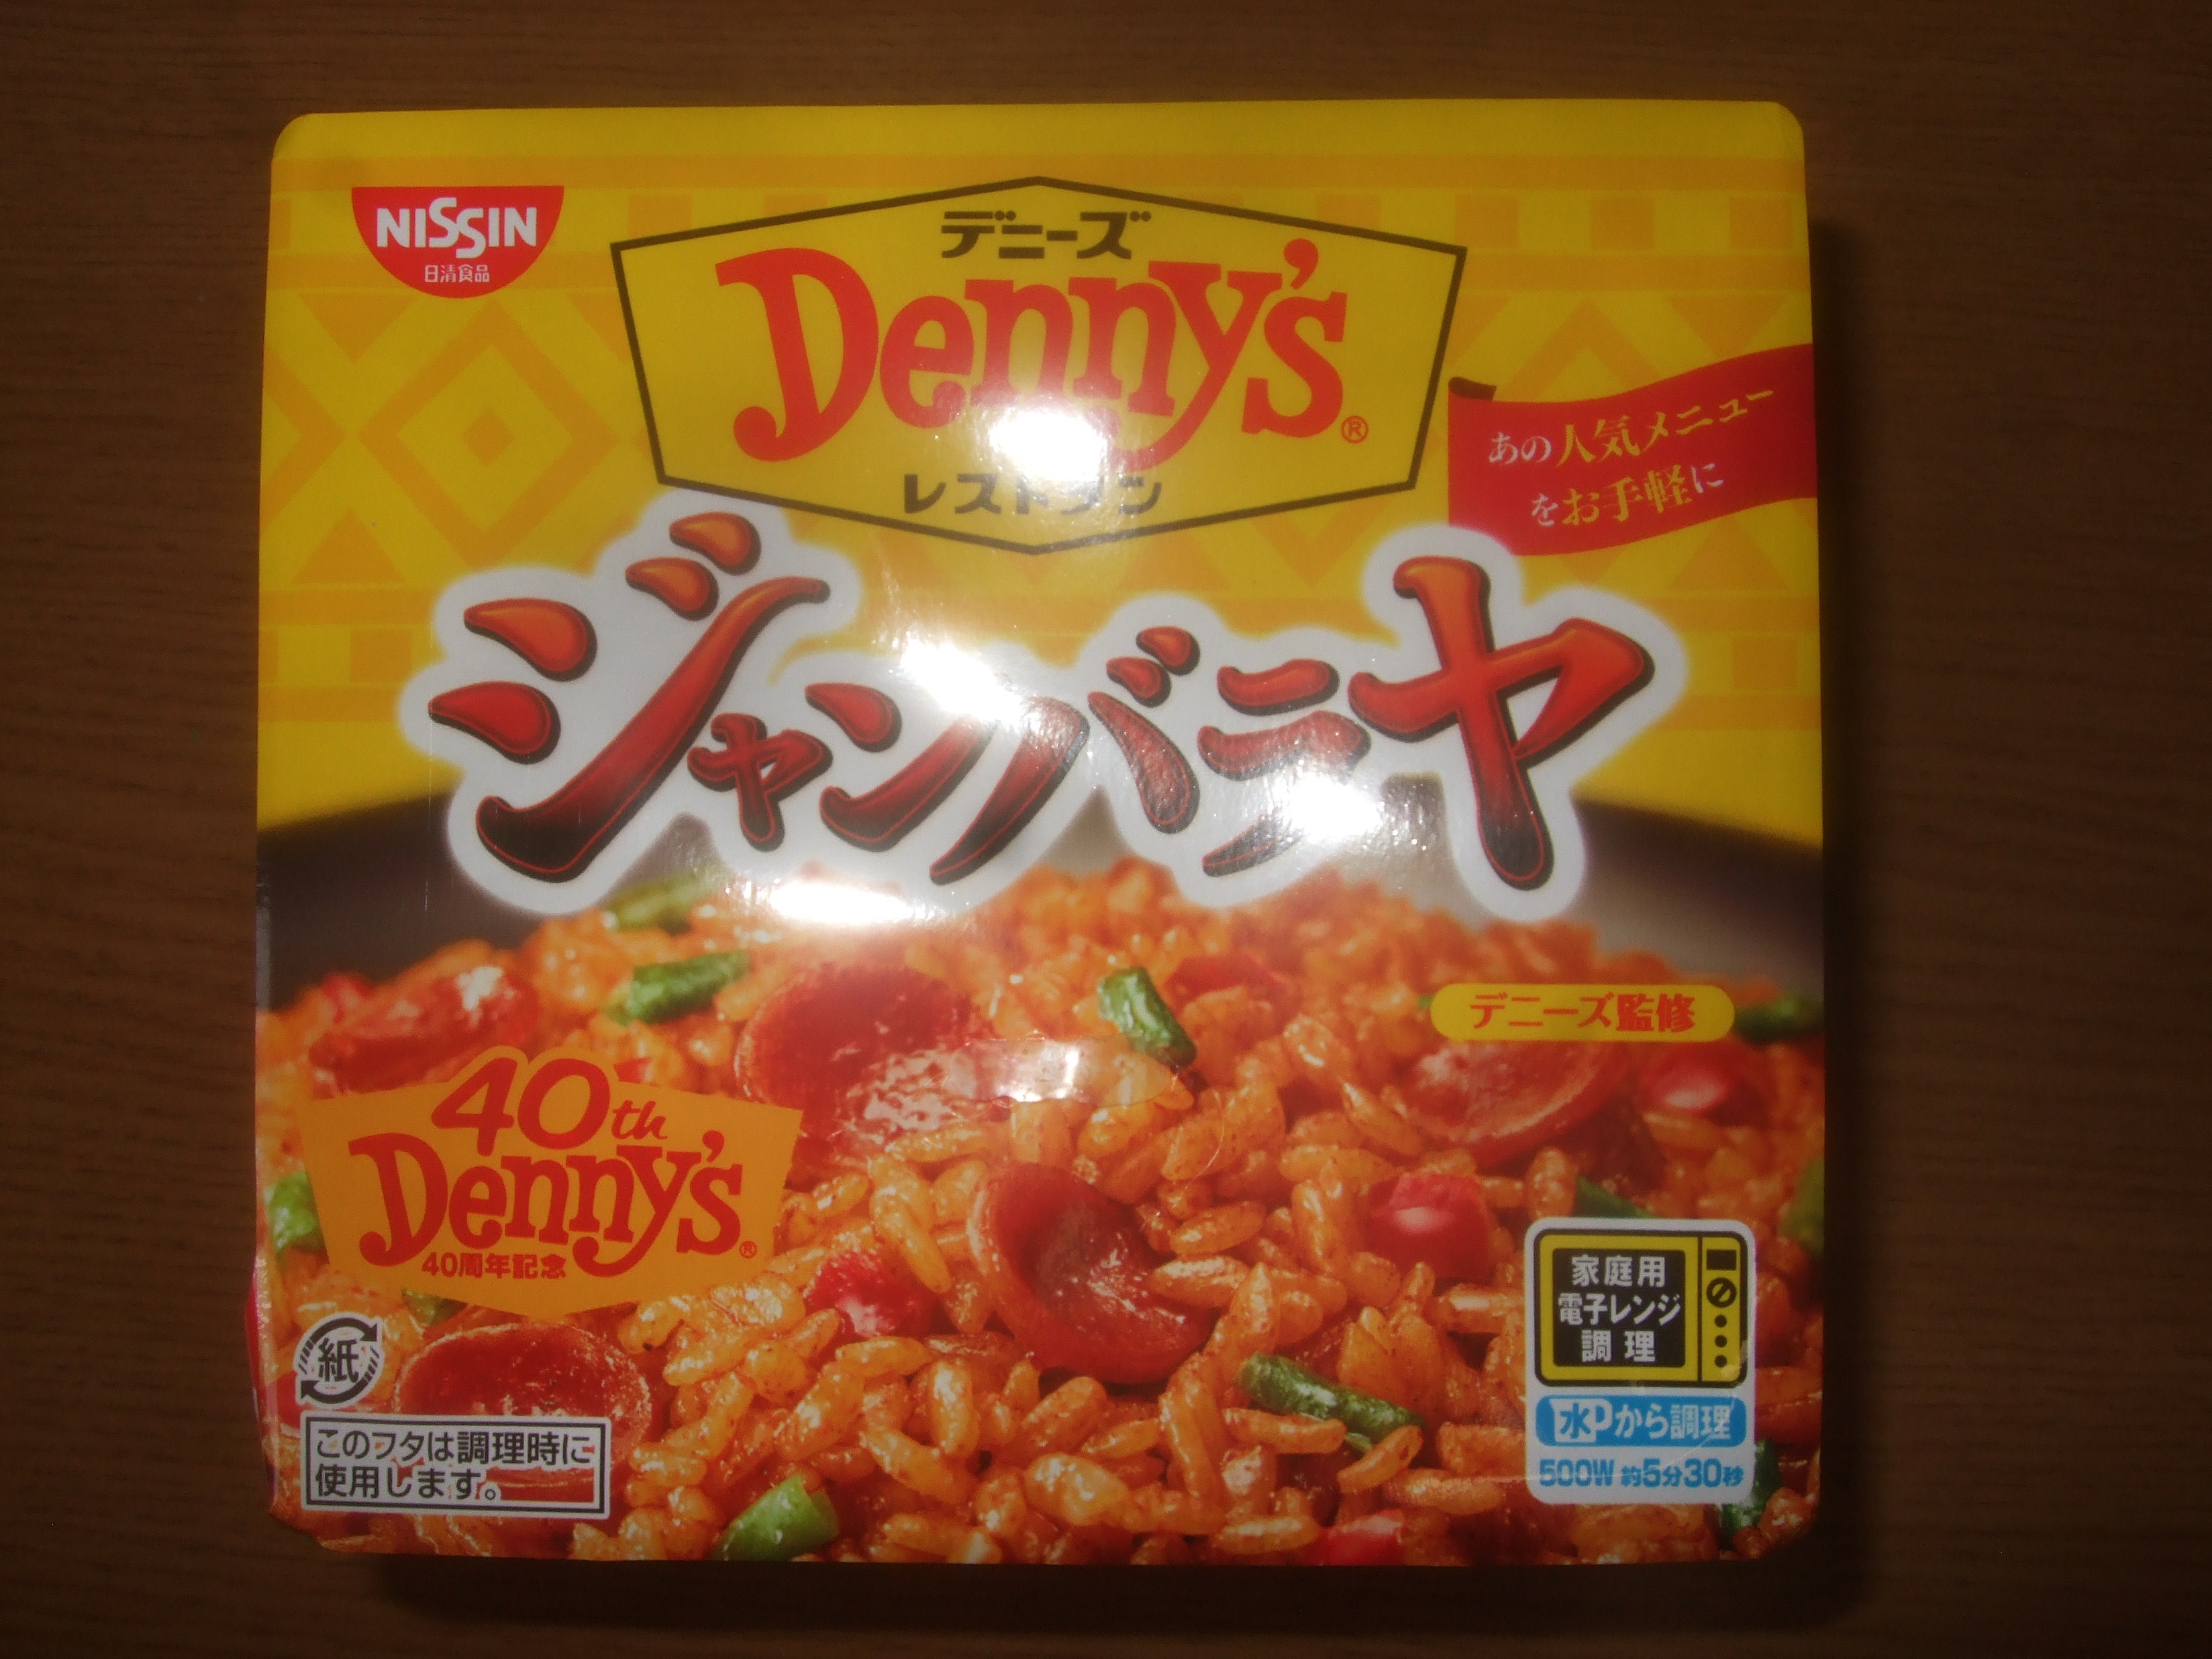 NISSIN
日清食品
デニーズ
Denny's®
レストラン
あの人気メニュー
をお手軽に
ジャンバラヤ
デニーズ監修
40th
Denny's®
40周年記念
紙
このフタは調理時に
使用します。
家庭用
電子レンジ
調理
水から調理
500W 約5分30秒